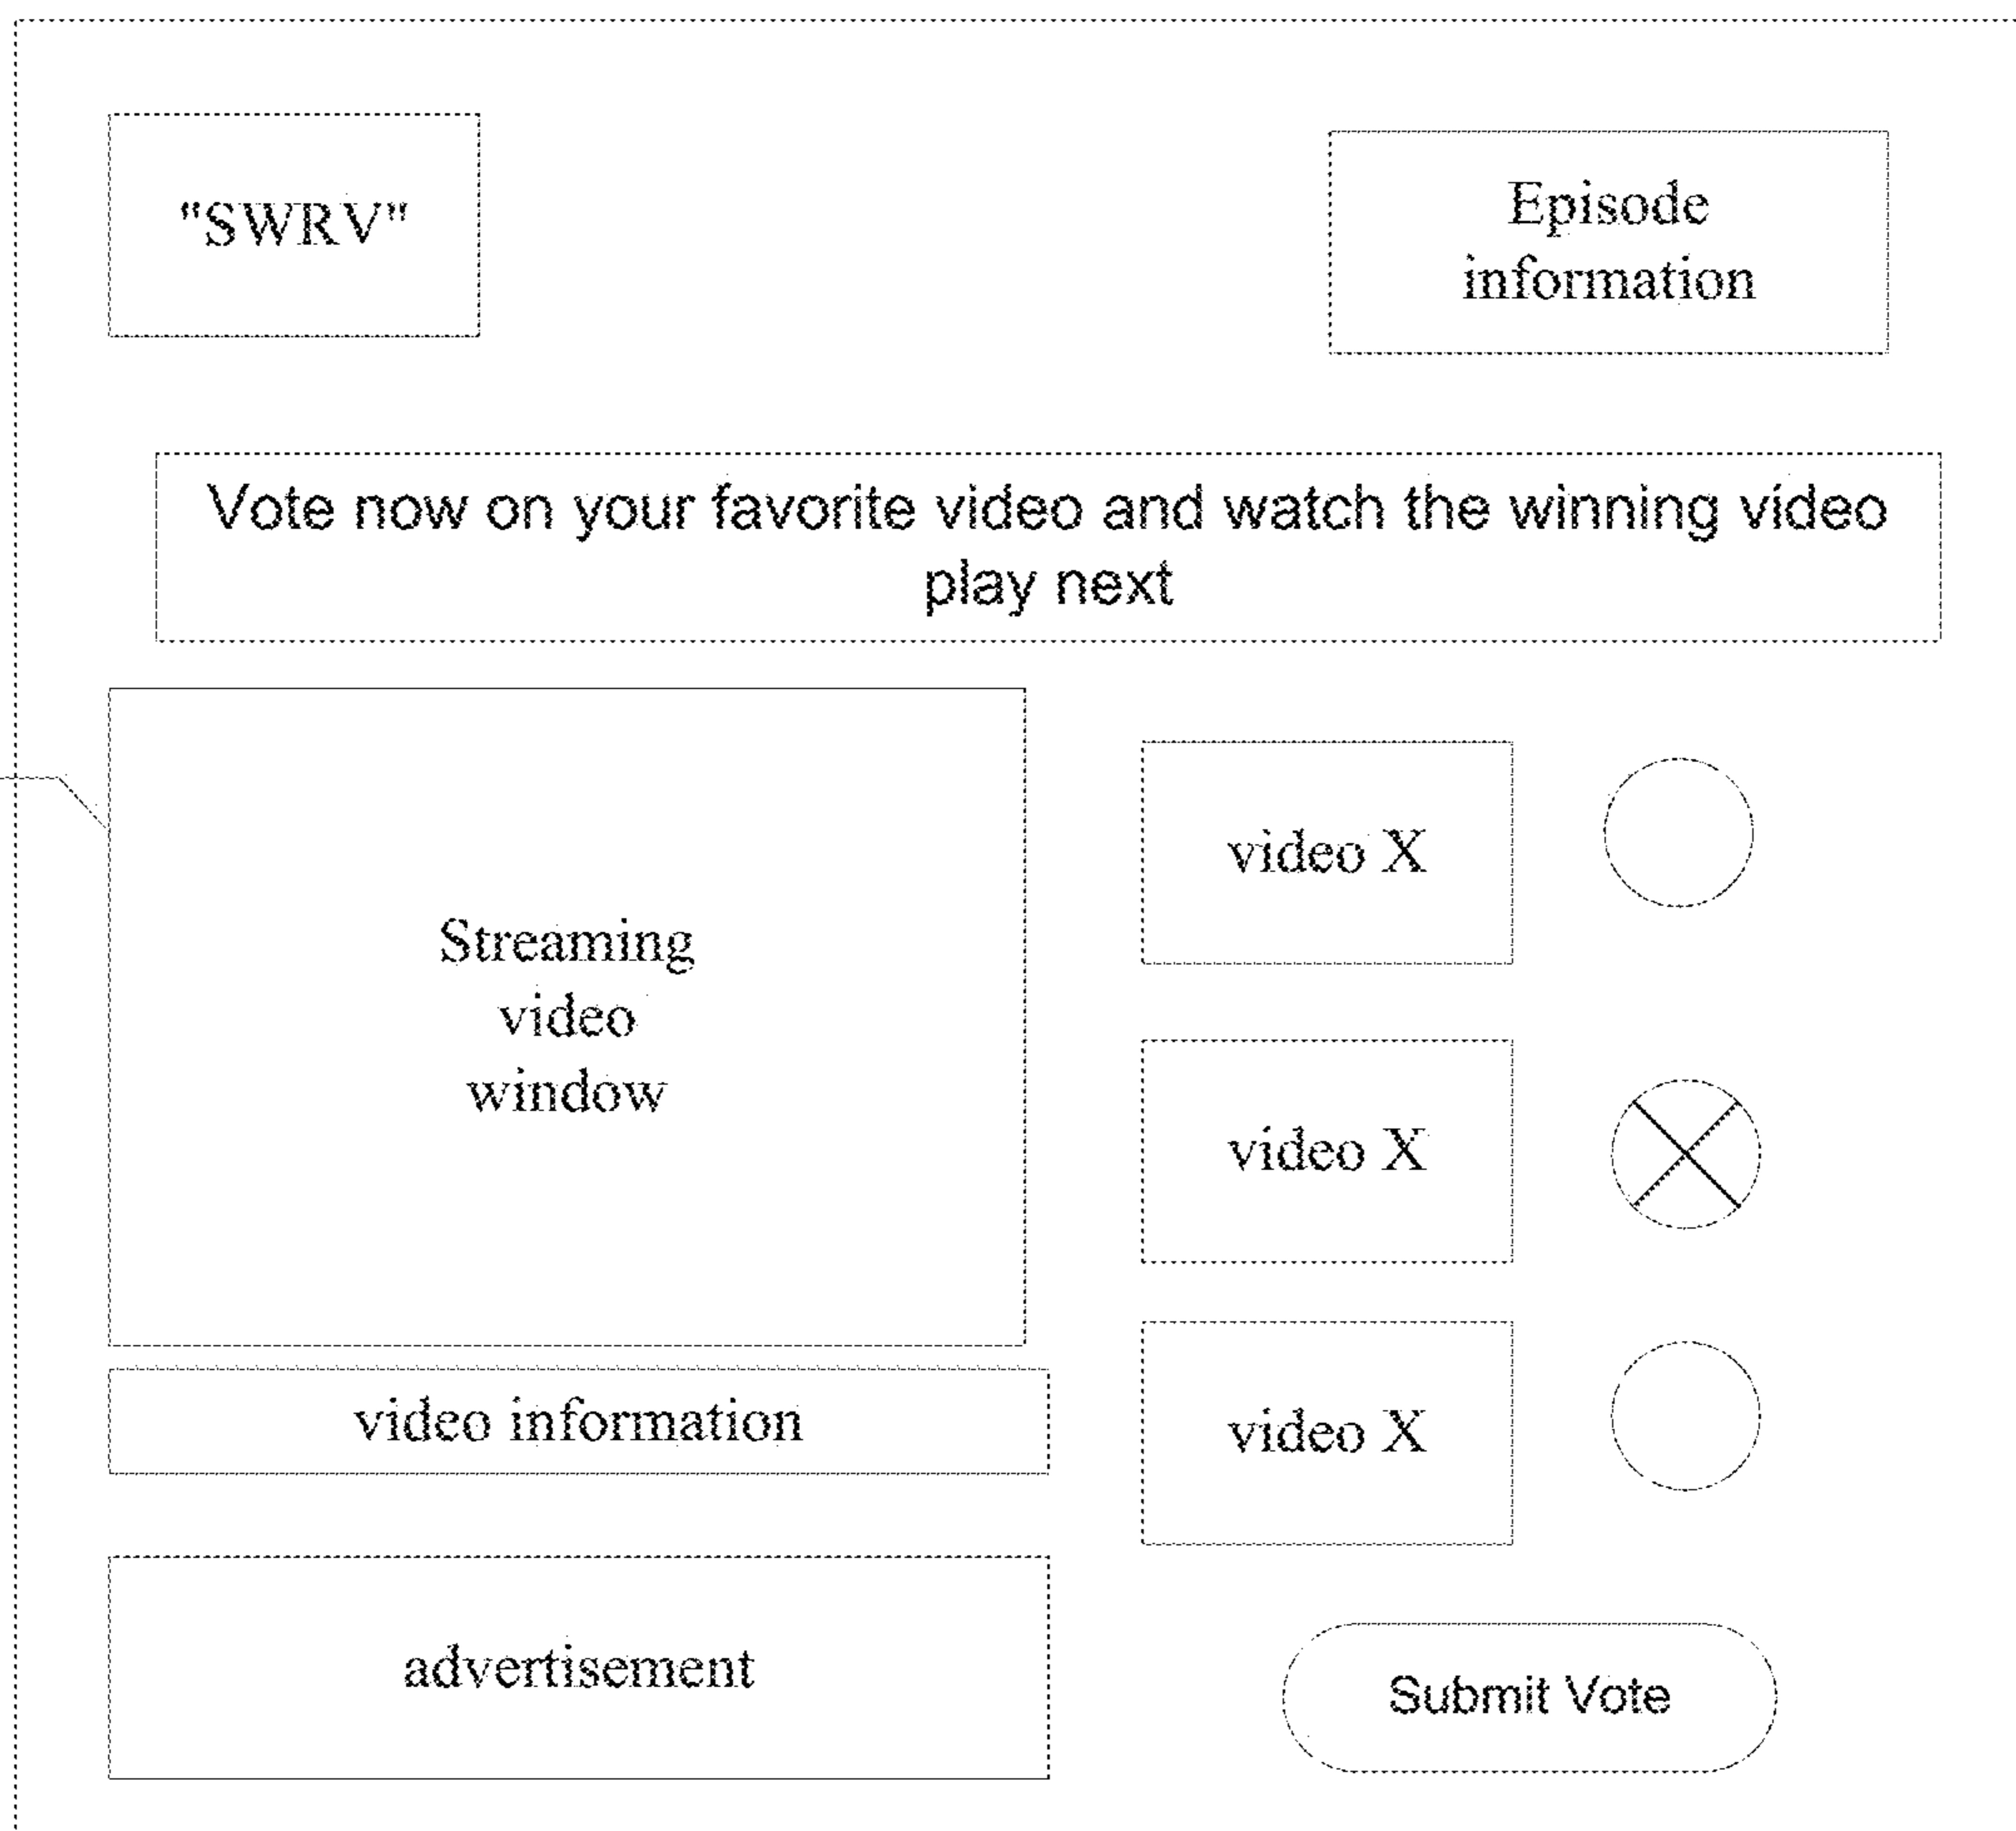 "SWRV"
Episode
information
Vote now on your favorite video and watch the winning video
play next
Streaming
video
window
video X
video X
video X
video information
advertisement
Submit Vote